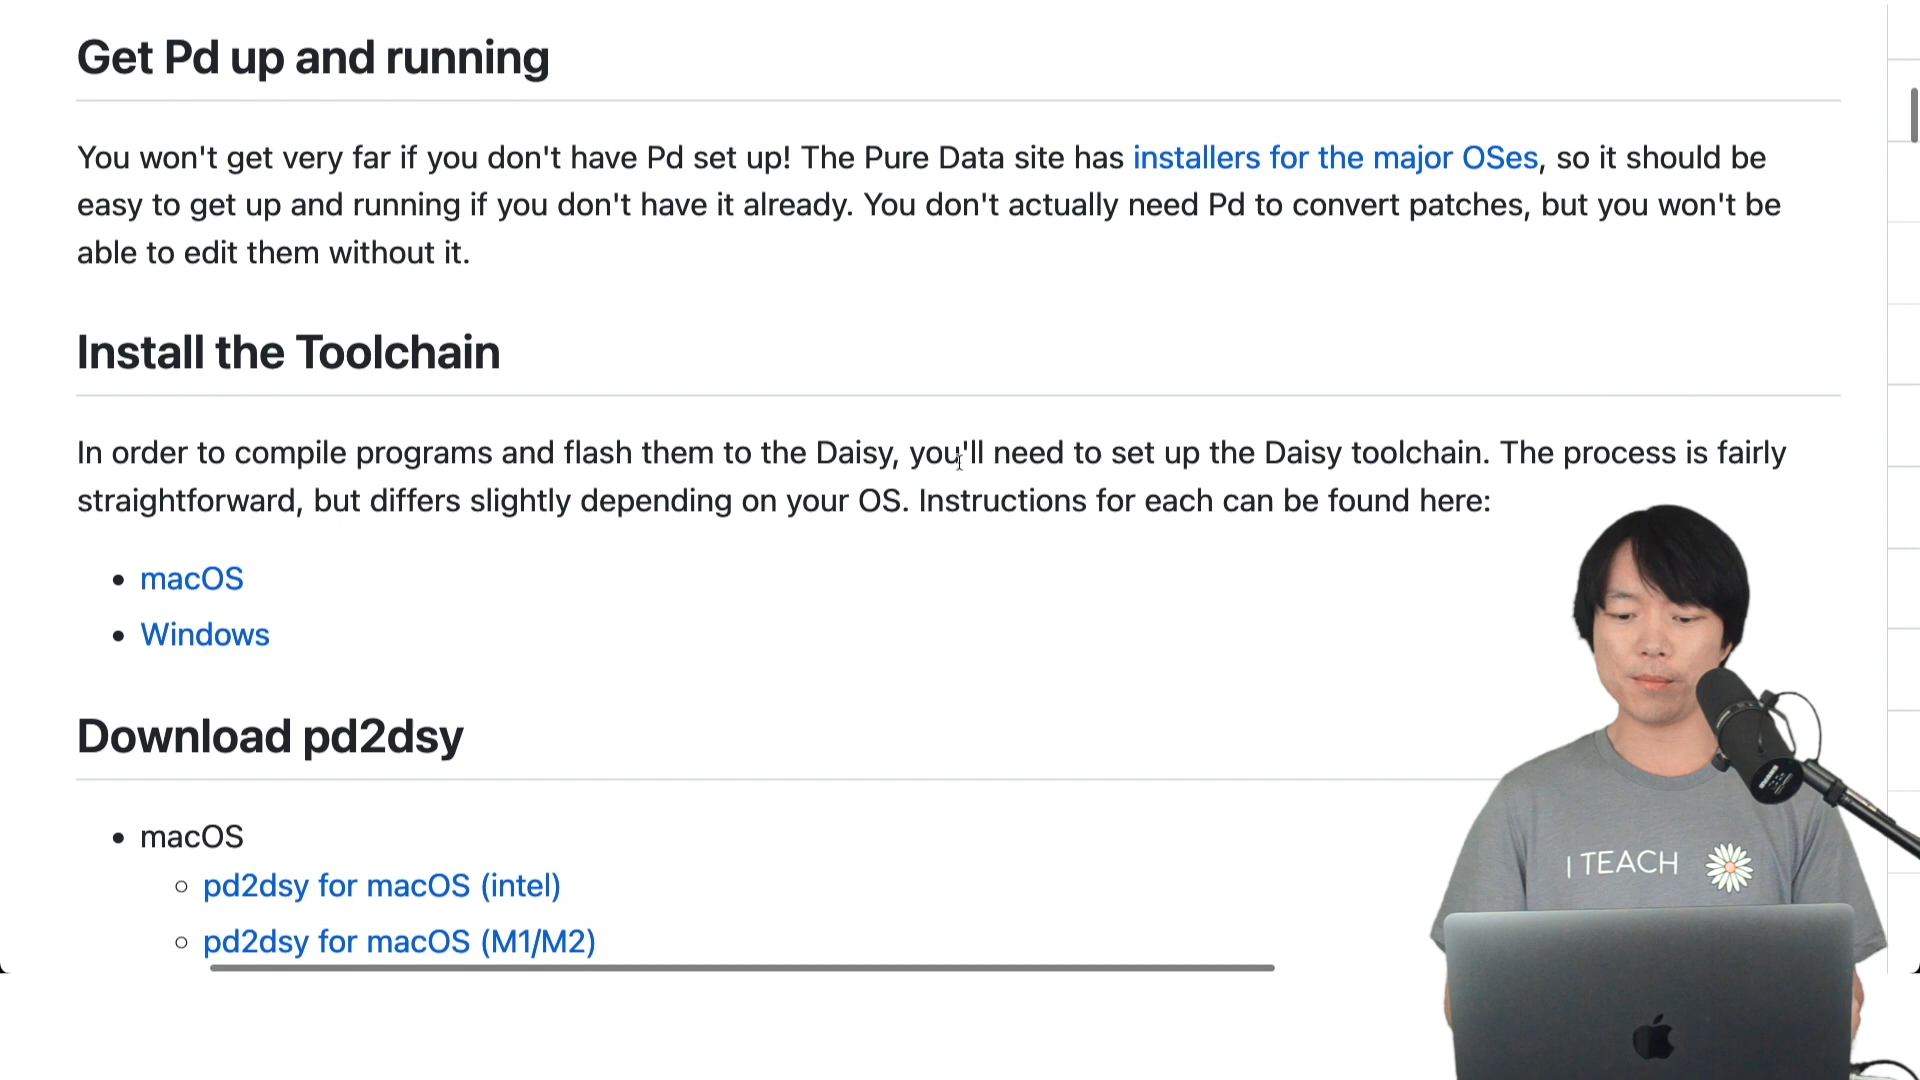 Get Pd up and running
You won't get very far if you don't have Pd set up! The Pure Data site has installers for the major OSes, so it should be
easy to get up and running if you don't have it already. You don't actually need Pd to convert patches, but you won't be
able to edit them without it.
Install the Toolchain
In order to compile programs and flash them to the Daisy, you'll need to set up the Daisy toolchain. The process is fairly
straightforward, but differs slightly depending on your OS. Instructions for each can be found here:
macOS
Windows
Download pd2dsy
macOS
pd2dsy for macOS (intel)
pd2dsy for macOS (M1/M2)
I TEACH